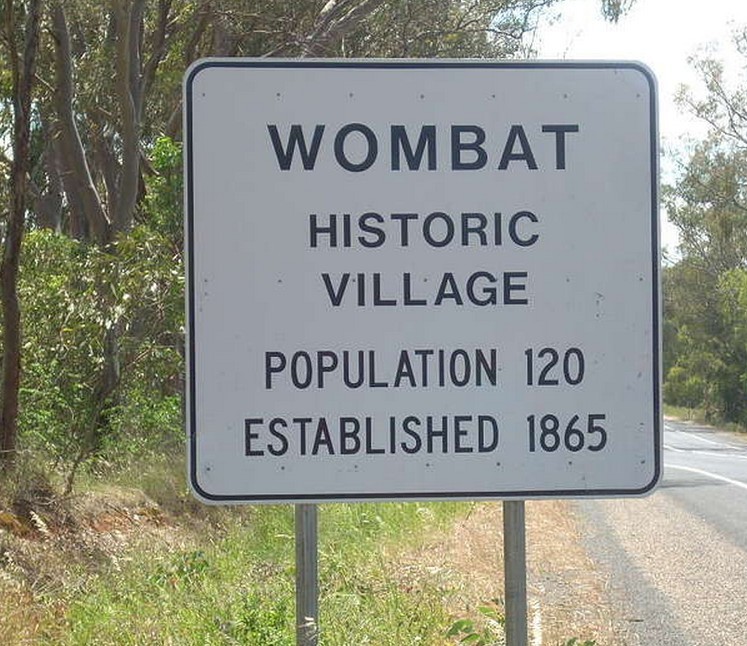 WOMBAT
HISTORIC
VILLAGE
POPULATION 120
ESTABLISHED 1865